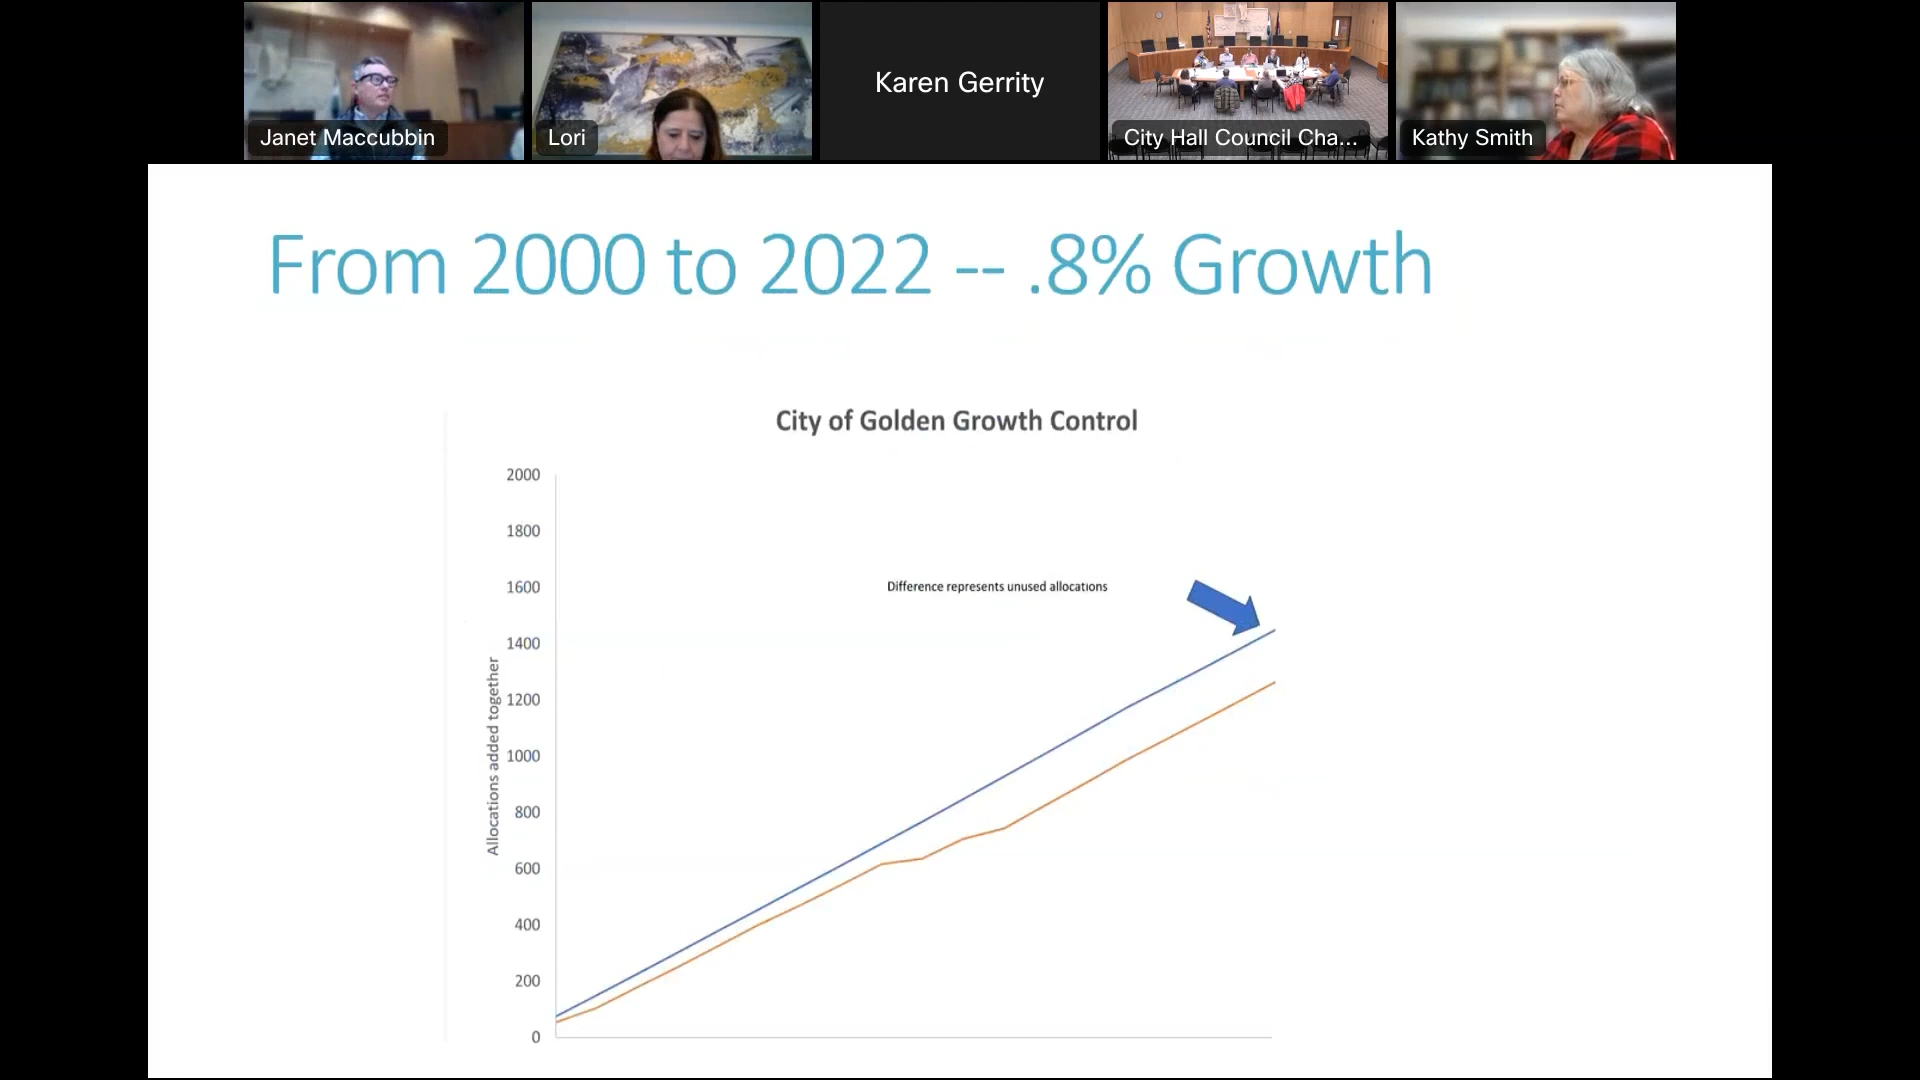 Janet Maccubbin
Lori
Karen Gerrity
City Hall Council Cha...
Kathy Smith
From 2000 to 2022 -- .8% Growth
City of Golden Growth Control
2000
1800
1600
1400
1200
1000
800
600
400
200
0
Allocations added together
Difference represents unused allocations